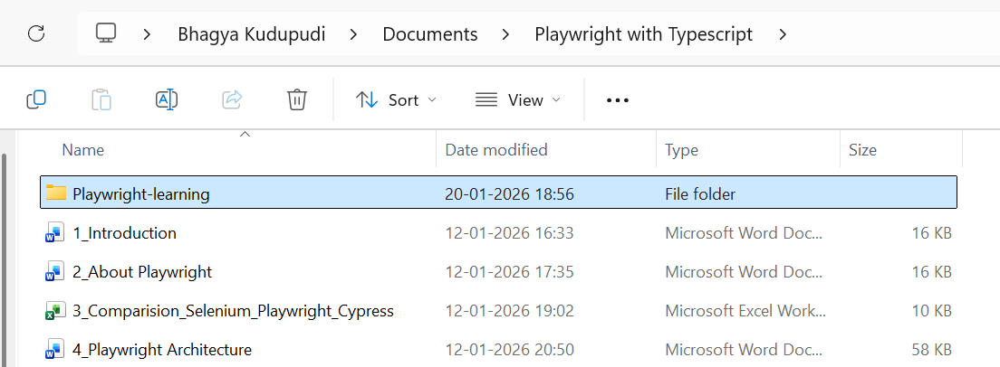 Bhagya Kudupudi > Documents > Playwright with Typescript >
Sort View
Name Date modified Type Size
Playwright-learning 20-01-2026 18:56 File folder
1_Introduction 12-01-2026 16:33 Microsoft Word Doc... 16 KB
2_About Playwright 12-01-2026 17:35 Microsoft Word Doc... 16 KB
3_Comparision_Selenium_Playwright_Cypress 12-01-2026 19:02 Microsoft Excel Work... 10 KB
4_Playwright Architecture 12-01-2026 20:50 Microsoft Word Doc... 58 KB